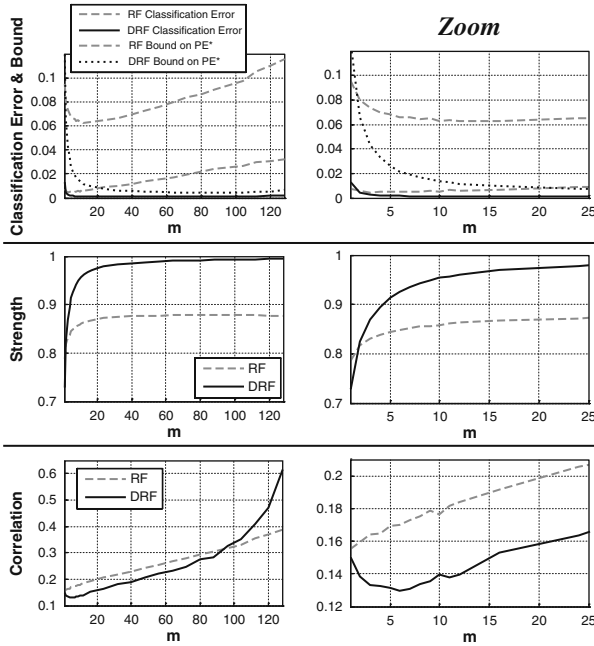 RF Classification Error
DRF Classification Error
RF Bound on PE*
DRF Bound on PE*
Zoom
Classification Error & Bound
0.1
0.08
0.06
0.04
0.02
0
20 40 60 80 100 120
m
0.1
0.08
0.06
0.04
0.02
0
5 10 15 20 25
m
Strength
1
0.9
0.8
0.7
RF
DRF
20 40 60 80 100 120
m
1
0.9
0.8
0.7
5 10 15 20 25
m
Correlation
0.6
0.5
0.4
0.3
0.2
0.1
RF
DRF
20 40 60 80 100 120
m
0.2
0.18
0.16
0.14
0.12
5 10 15 20 25
m